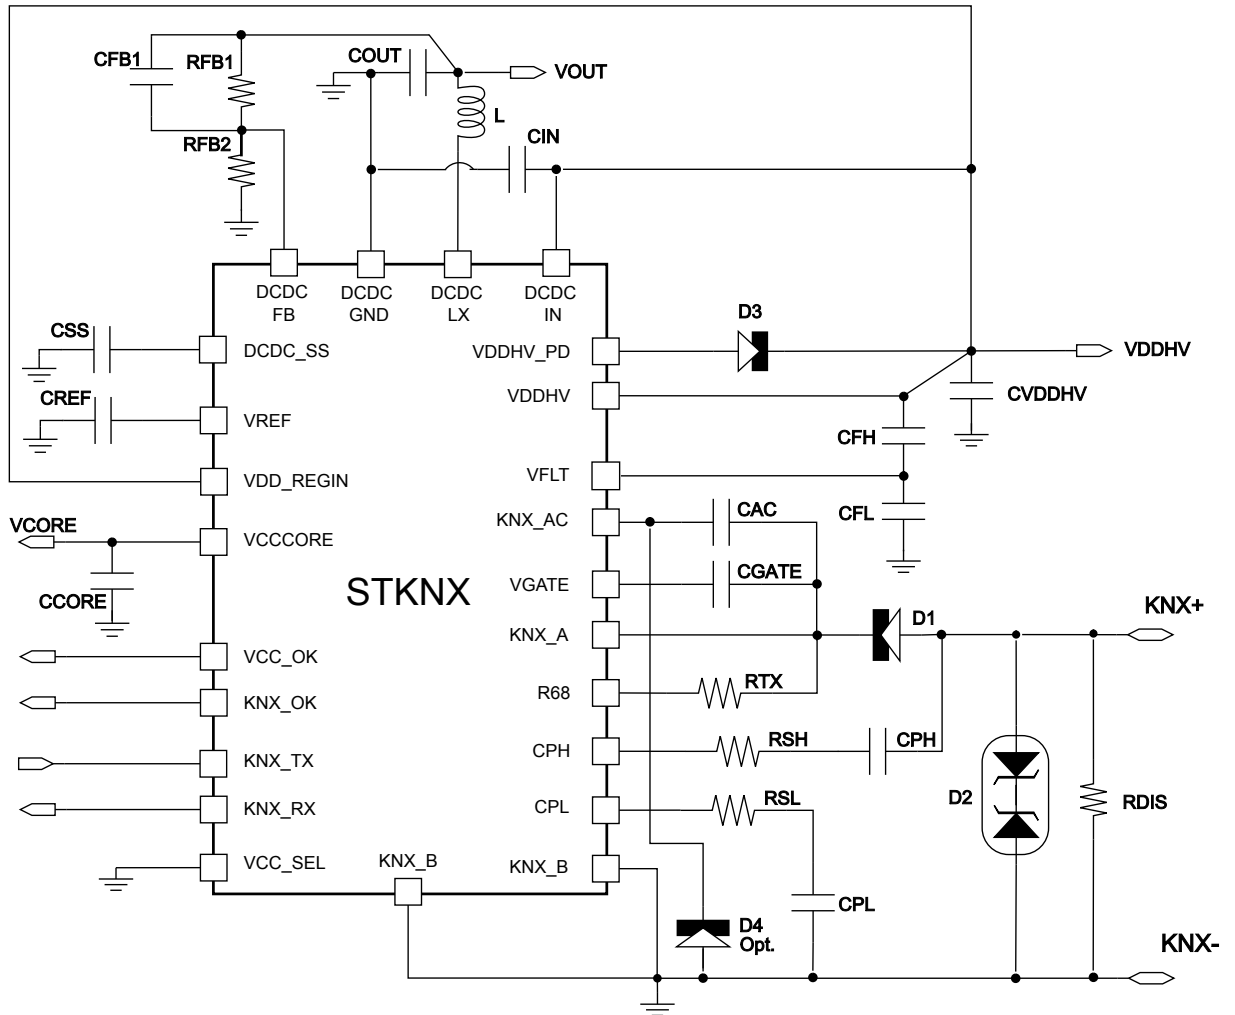 COUT
CFB1
RFB1
VOUT
L
CIN
RFB2
DCDC
FB
DCDC
GND
DCDC
LX
DCDC
IN
D3
CSS
DCDC_SS
VDDHV_PD
VDDHV
CREF
VREF
VDDHV
CVDDHV
CFH
VDD_REGIN
VFLT
CFL
VCORE
VCCCORE
KNX_AC
CAC
CCORE
STKNX
VGATE
CGATE
KNX_A
D1
KNX+
VCC_OK
KNX_OK
R68
RTX
KNX_TX
CPH
RSH
CPH
KNX_RX
CPL
RSL
D2
RDIS
VCC_SEL
KNX_B
KNX_B
CPL
D4
Opt.
KNX-